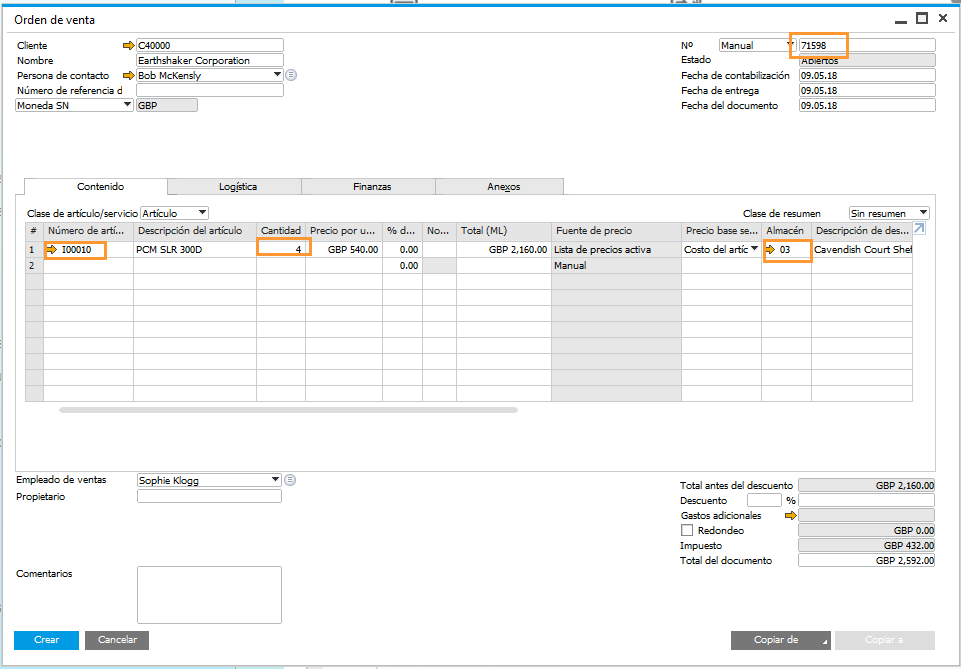 Orden de venta
Cliente C40000 Nº Manual 71598
Nombre Earthshaker Corporation Estado Abiertos
Persona de contacto Bob McKensly Fecha de contabilización 09.05.18
Número de referencia d Fecha de entrega 09.05.18
Moneda SN GBP Fecha del documento 09.05.18
Contenido Logística Finanzas Anexos
Clase de artículo/servicio Artículo Clase de resumen Sin resumen
# Número de artí... Descripción del artículo Cantidad Precio por u... % d... No... Total (ML) Fuente de precio Precio base se... Almacén Descripción de des...
1 I00010 PCM SLR 300D 4 GBP 540.00 0.00 GBP 2,160.00 Lista de precios activa Costo del artíc 03 Cavendish Court Shef
2 0.00 Manual
Empleado de ventas Sophie Klogg
Propietario
Total antes del descuento GBP 2,160.00
Descuento %
Gastos adicionales
Redondeo GBP 0.00
Impuesto GBP 432.00
Total del documento GBP 2,592.00
Comentarios
Crear Cancelar Copiar de Copiar a